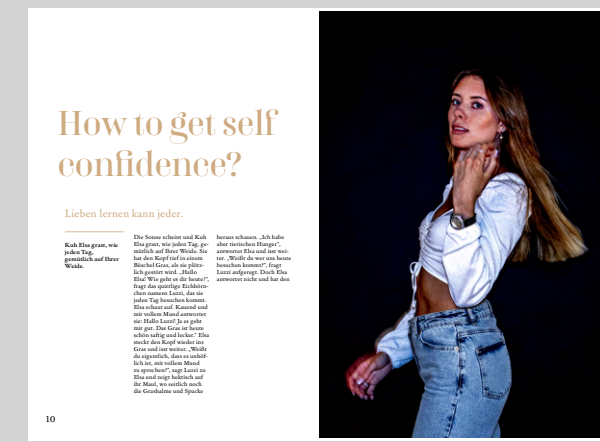 How to get self
confidence?
Lieben lernen kann jeder.
Kuh Elsa grast, wie
jeden Tag,
gemütlich auf Ihrer
Weide.
Die Sonne scheint und Kuh
Elsa grast, wie jeden Tag, ge-
mütlich auf Ihrer Weide. Sie
hat den Kopf tief in einem
Büschel Gras, als sie plötz-
lich gestört wird. „Hallo
Elsa! Wie geht es dir heute?",
fragt das quirlige Eichhörn-
chen namens Luzzi, das sie
jeden Tag besuchen kommt.
Elsa schaut auf. Kauend und
mit vollem Mund antwortet
sie: Hallo Luzzi! Ja es geht
mir gut. Das Gras ist heute
schön saftig und lecker." Elsa
steckt den Kopf wieder ins
Gras und isst weiter. „Weißt
du eigentlich, dass es unhöf-
lich ist, mit vollem Mund
zu sprechen?", sagt Luzzi zu
Elsa und zeigt hektisch auf
ihr Maul, wo seitlich noch
die Grashalme und Spucke
heraus schauen. „Ich habe
aber tierischen Hunger",
antwortet Elsa und isst wei-
ter. „Weißt du wer uns heute
besuchen kommt?", fragt
Luzzi aufgeregt. Doch Elsa
antwortet nicht und hat den
10